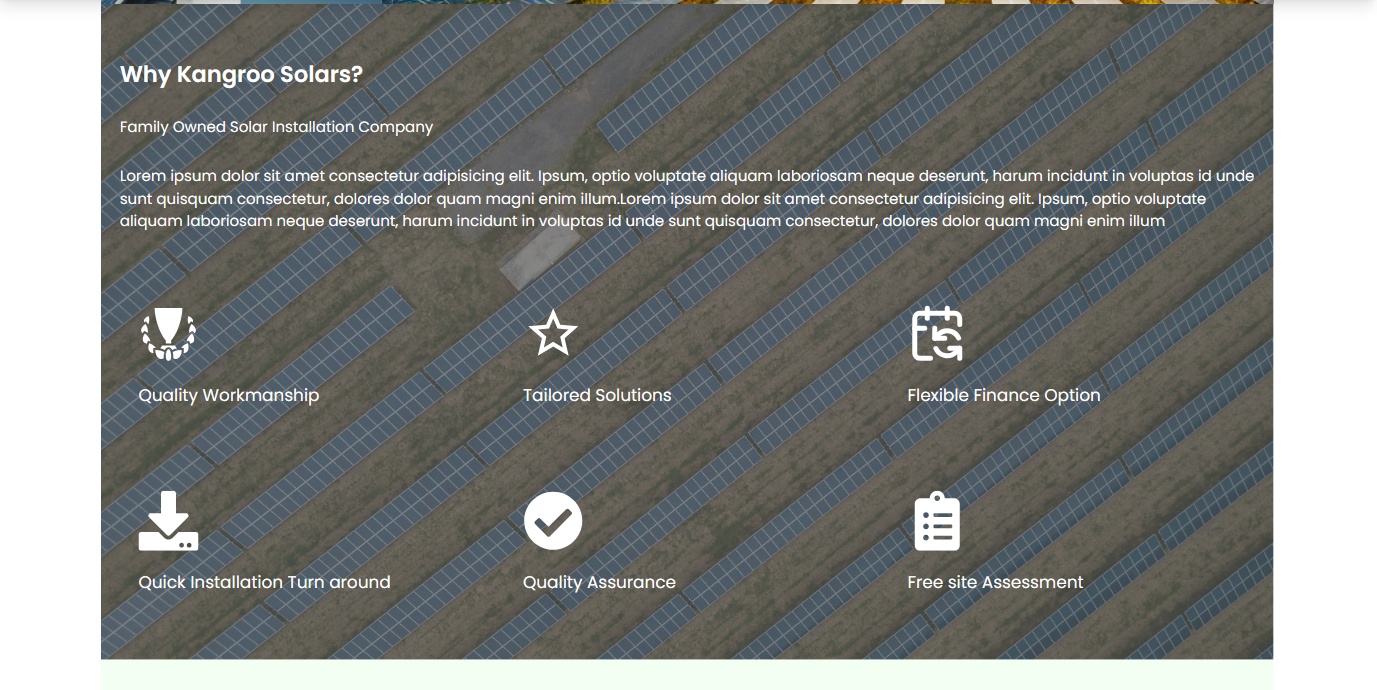 Why Kangroo Solars?
Family Owned Solar Installation Company
Lorem ipsum dolor sit amet consectetur adipisicing elit. Ipsum, optio voluptate aliquam laboriosam neque deserunt, harum incidunt in voluptas id unde
sunt quisquam consectetur, dolores dolor quam magni enim illum.Lorem ipsum dolor sit amet consectetur adipisicing elit. Ipsum, optio voluptate
aliquam laboriosam neque deserunt, harum incidunt in voluptas id unde sunt quisquam consectetur, dolores dolor quam magni enim illum
Quality Workmanship
Tailored Solutions
Flexible Finance Option
Quick Installation Turn around
Quality Assurance
Free site Assessment